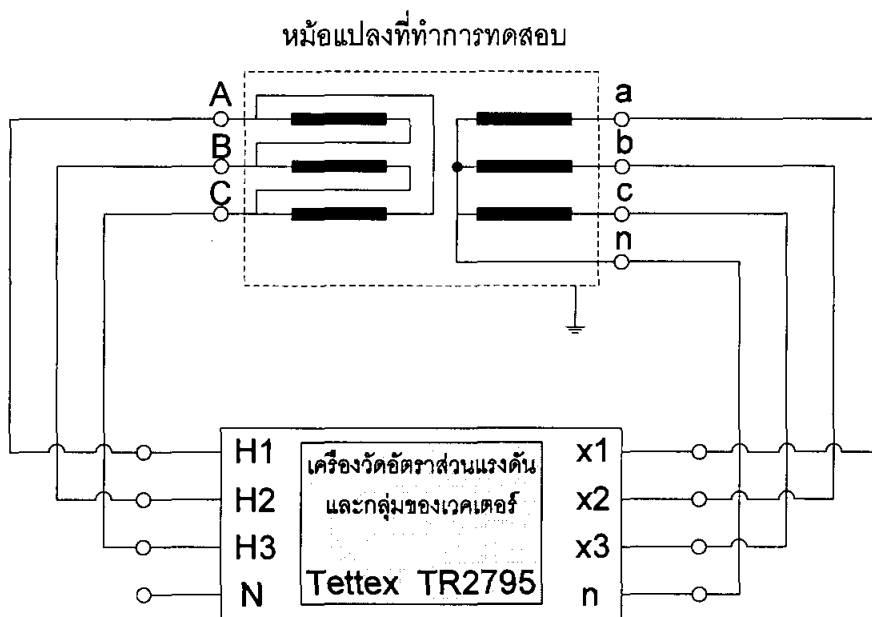 หม้อแปลงที่ทำการทดสอบ
A
B
C
a
b
c
n
H1
H2
H3
N
เครื่องวัดอัตราส่วนแรงดัน
และกลุ่มของเวคเตอร์
Tettex TR2795
x1
x2
x3
n